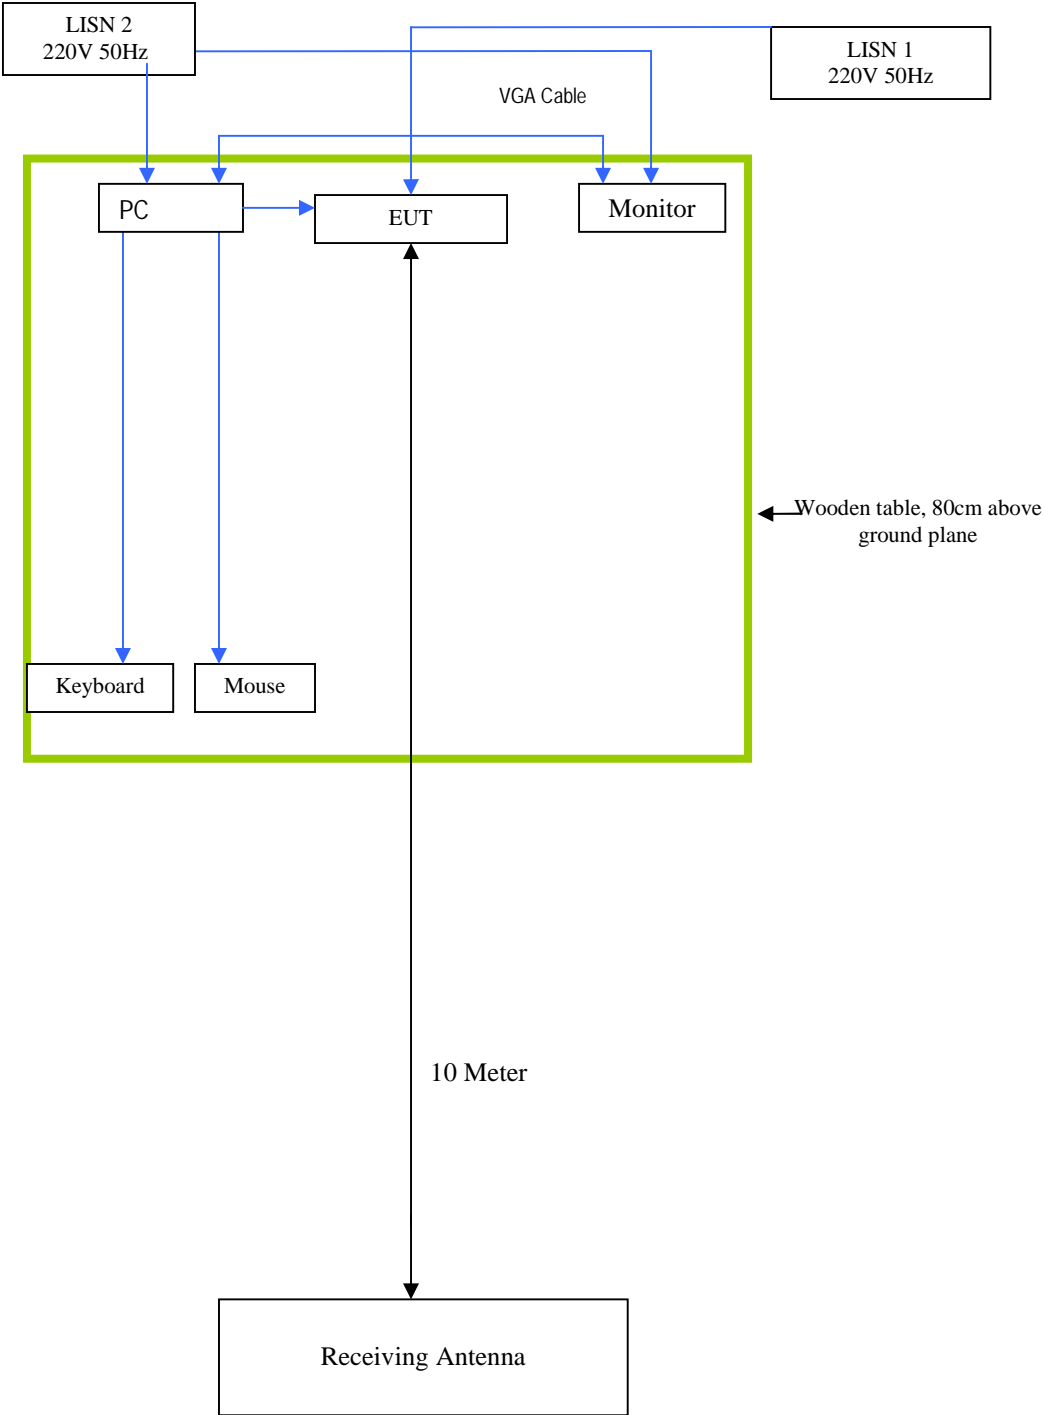 LISN 2
220V 50Hz
LISN 1
220V 50Hz
VGA Cable
PC
EUT
Monitor
Wooden table, 80cm above
ground plane
Keyboard
Mouse
10 Meter
Receiving Antenna